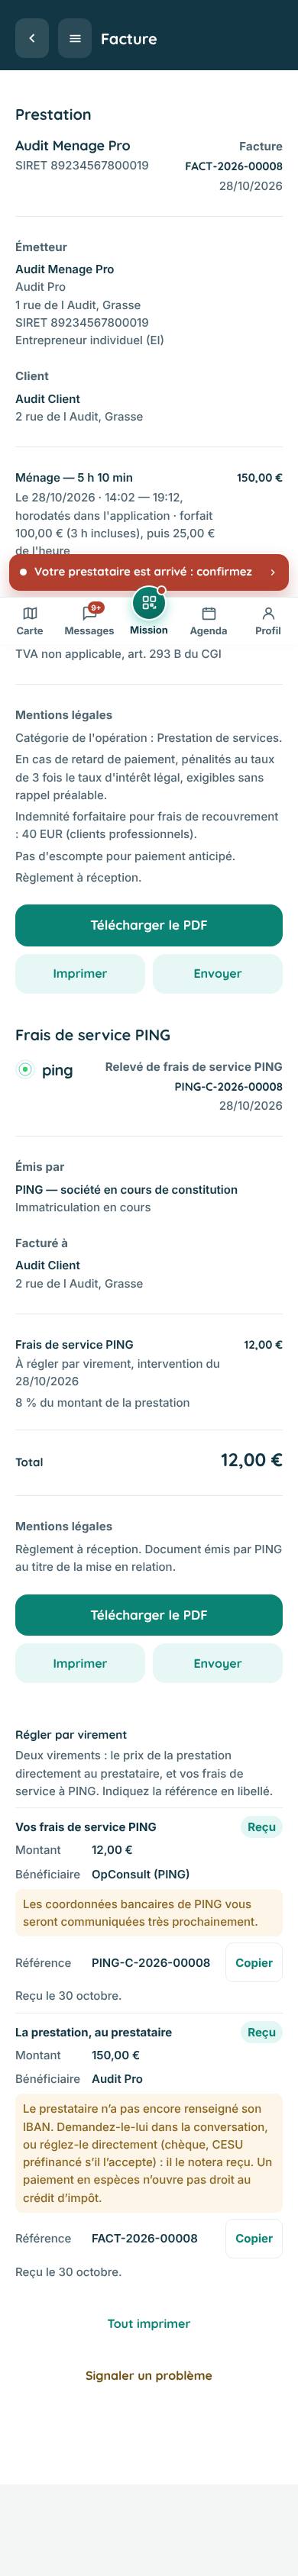 Facture
Prestation
Audit Menage Pro
SIRET 89234567800019
Facture
FACT-2026-00008
28/10/2026
Émetteur
Audit Menage Pro
Audit Pro
1 rue de l Audit, Grasse
SIRET 89234567800019
Entrepreneur individuel (EI)
Client
Audit Client
2 rue de l Audit, Grasse
Ménage — 5 h 10 min 150,00 €
Le 28/10/2026 · 14:02 — 19:12,
horodatés dans l'application · forfait
100,00 € (3 h incluses), puis 25,00 €
de l'heure
Votre prestataire est arrivé : confirmez
Carte
9+
Messages
Mission
Agenda
Profil
TVA non applicable, art. 293 B du CGI
Mentions légales
Catégorie de l'opération : Prestation de services.
En cas de retard de paiement, pénalités au taux
de 3 fois le taux d'intérêt légal, exigibles sans
rappel préalable.
Indemnité forfaitaire pour frais de recouvrement
: 40 EUR (clients professionnels).
Pas d'escompte pour paiement anticipé.
Règlement à réception.
Télécharger le PDF
Imprimer Envoyer
Frais de service PING
ping
Relevé de frais de service PING
PING-C-2026-00008
28/10/2026
Émis par
PING — société en cours de constitution
Immatriculation en cours
Facturé à
Audit Client
2 rue de l Audit, Grasse
Frais de service PING 12,00 €
À régler par virement, intervention du
28/10/2026
8 % du montant de la prestation
Total 12,00 €
Mentions légales
Règlement à réception. Document émis par PING
au titre de la mise en relation.
Télécharger le PDF
Imprimer Envoyer
Régler par virement
Deux virements : le prix de la prestation
directement au prestataire, et vos frais de
service à PING. Indiquez la référence en libellé.
Vos frais de service PING Reçu
Montant 12,00 €
Bénéficiaire OpConsult (PING)
Les coordonnées bancaires de PING vous
seront communiquées très prochainement.
Référence PING-C-2026-00008 Copier
Reçu le 30 octobre.
La prestation, au prestataire Reçu
Montant 150,00 €
Bénéficiaire Audit Pro
Le prestataire n’a pas encore renseigné son
IBAN. Demandez-le-lui dans la conversation,
ou réglez-le directement (chèque, CESU
préfinancé s’il l’accepte) : il le notera reçu. Un
paiement en espèces n’ouvre pas droit au
crédit d’impôt.
Référence FACT-2026-00008 Copier
Reçu le 30 octobre.
Tout imprimer
Signaler un problème